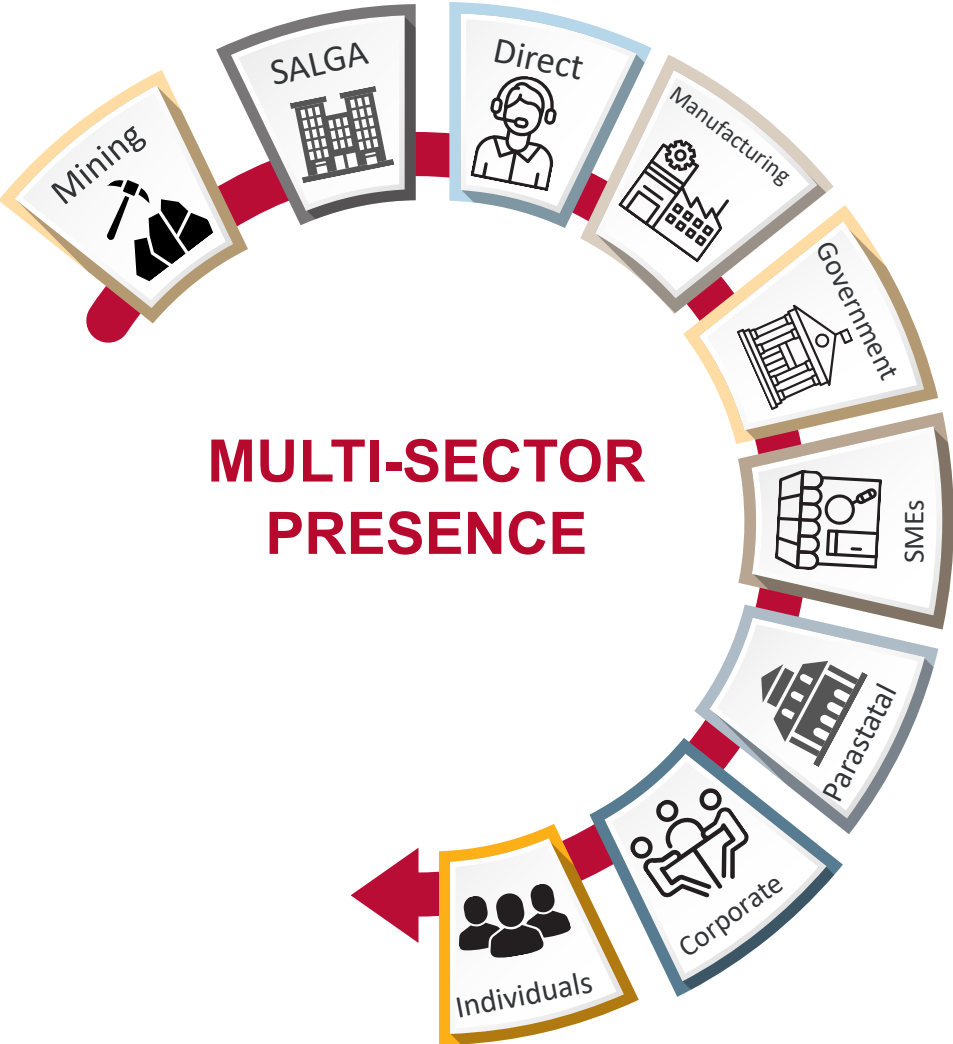 Mining
SALGA
Direct
Manufacturing
Government
SMEs
Parastatal
Corporate
Individuals
MULTI-SECTOR
PRESENCE